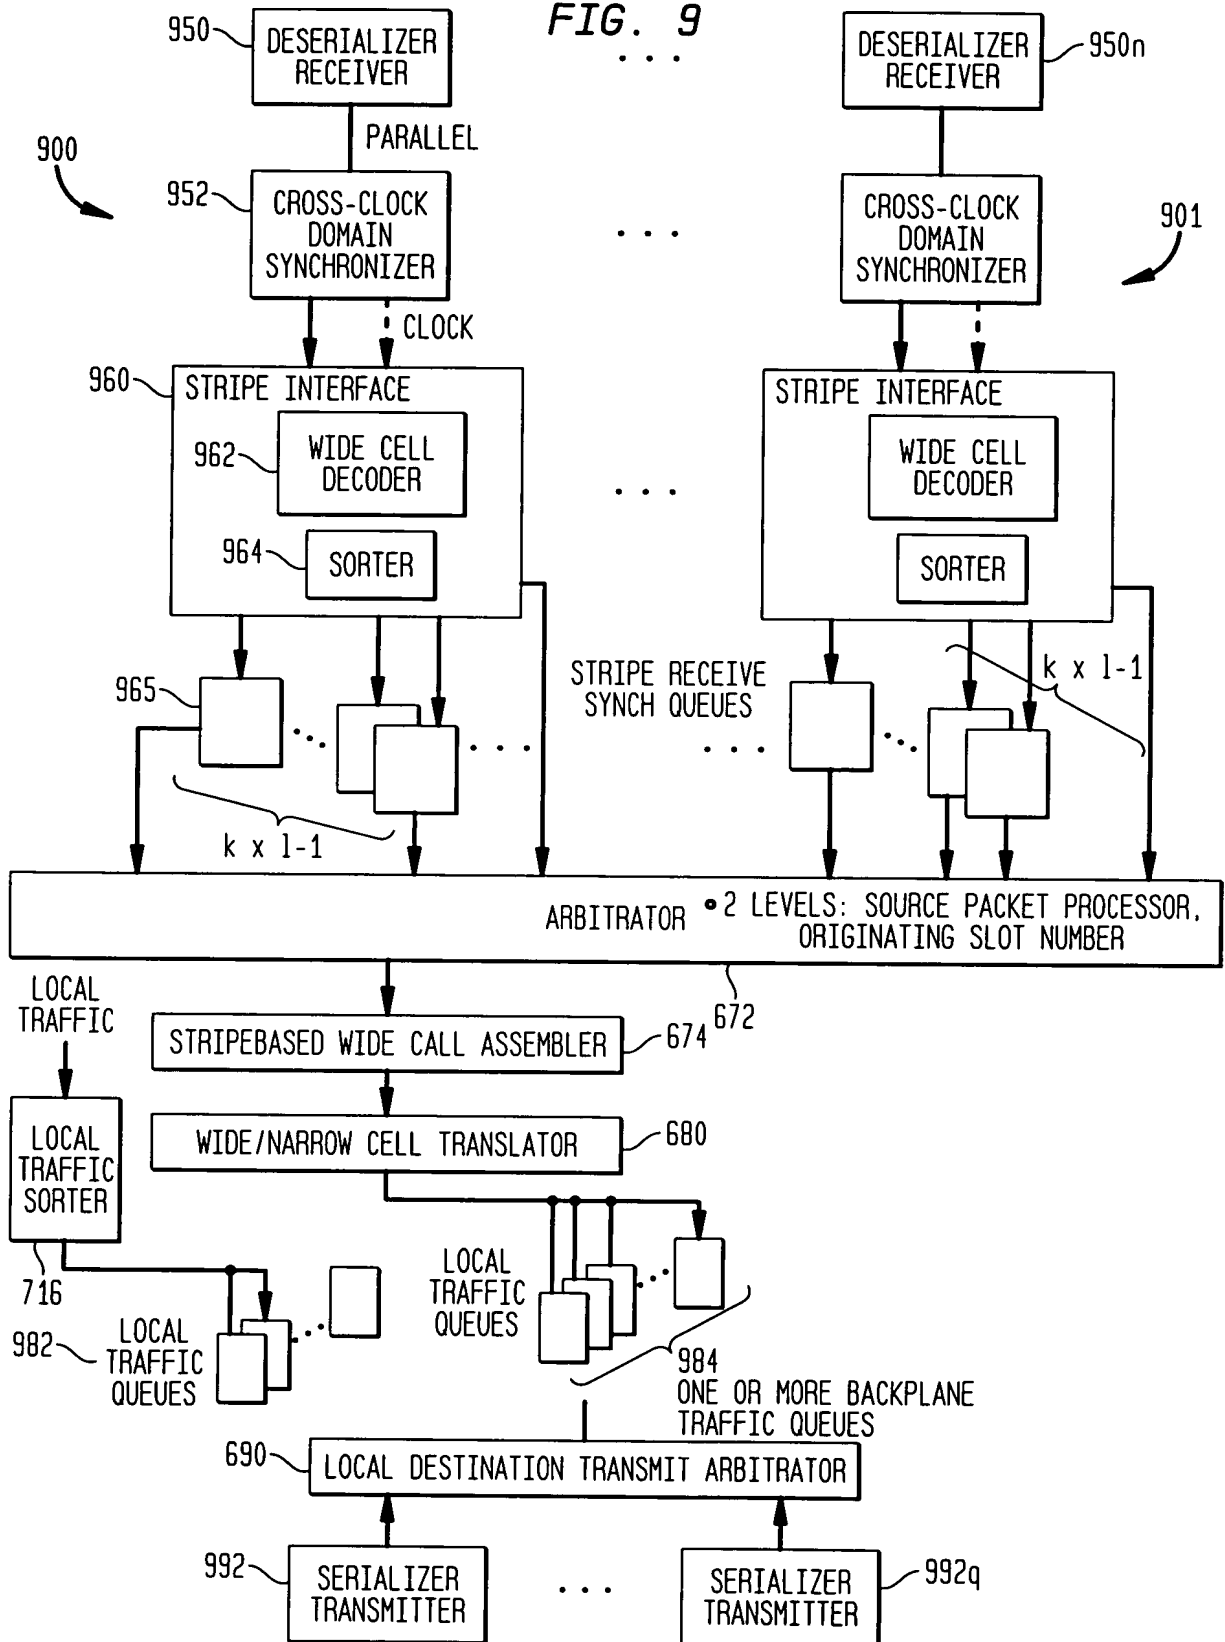 FIG. 9
950
DESERIALIZER
RECEIVER
. . .
DESERIALIZER
RECEIVER
950n
PARALLEL
900
952
CROSS-CLOCK
DOMAIN
SYNCHRONIZER
. . .
CROSS-CLOCK
DOMAIN
SYNCHRONIZER
901
CLOCK
960
STRIPE INTERFACE
962
WIDE CELL
DECODER
964
SORTER
. . .
STRIPE INTERFACE
WIDE CELL
DECODER
SORTER
965
k x l-1
STRIPE RECEIVE
SYNCH QUEUES
k x l-1
ARBITRATOR
•2 LEVELS: SOURCE PACKET PROCESSOR,
ORIGINATING SLOT NUMBER
672
LOCAL
TRAFFIC
STRIPEBASED WIDE CALL ASSEMBLER
674
LOCAL
TRAFFIC
SORTER
716
WIDE/NARROW CELL TRANSLATOR
680
982
LOCAL
TRAFFIC
QUEUES
LOCAL
TRAFFIC
QUEUES
984
ONE OR MORE BACKPLANE
TRAFFIC QUEUES
690
LOCAL DESTINATION TRANSMIT ARBITRATOR
992
SERIALIZER
TRANSMITTER
. . .
SERIALIZER
TRANSMITTER
992q